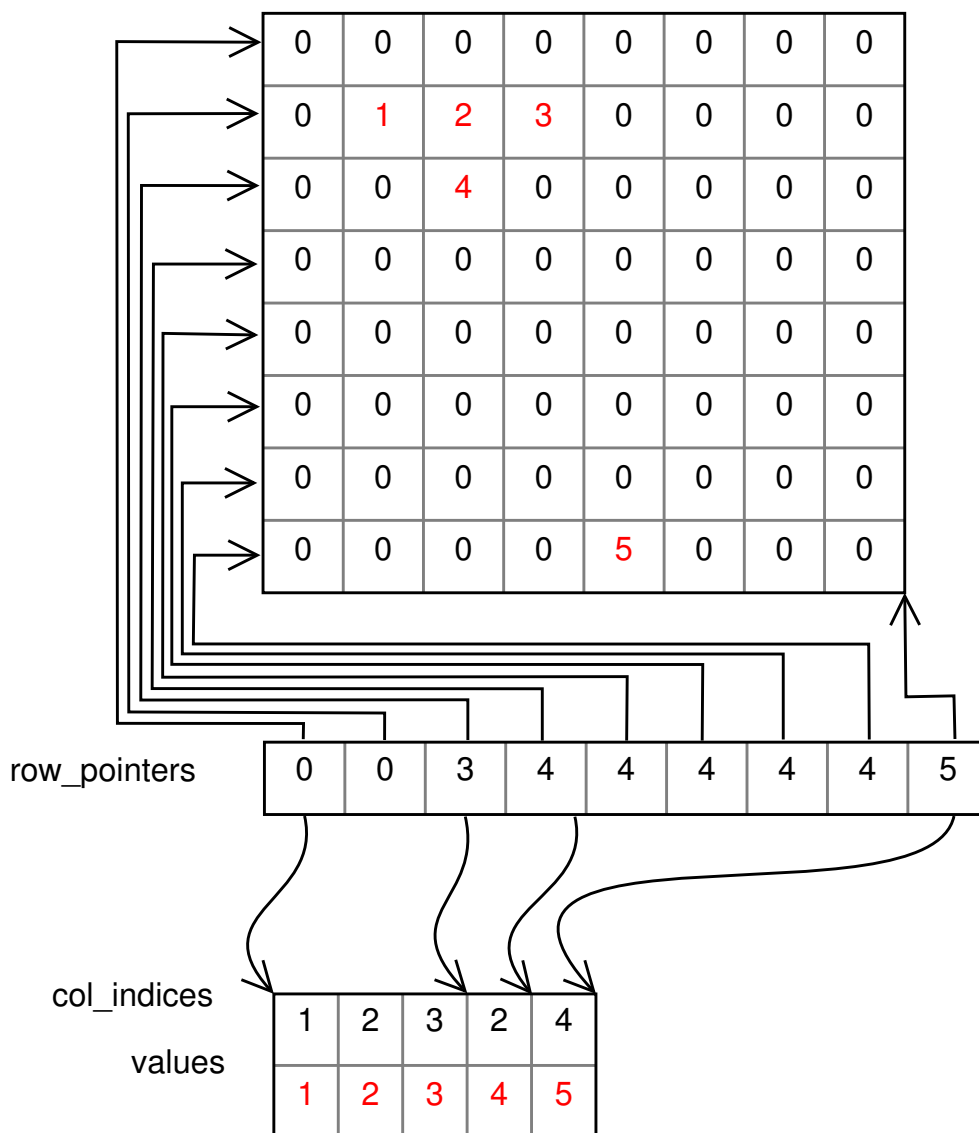 0 0 0 0 0 0 0 0
0 1 2 3 0 0 0 0
0 0 4 0 0 0 0 0
0 0 0 0 0 0 0 0
0 0 0 0 0 0 0 0
0 0 0 0 0 0 0 0
0 0 0 0 0 0 0 0
0 0 0 0 5 0 0 0
row_pointers 0 0 3 4 4 4 4 4 5
col_indices 1 2 3 2 4
values 1 2 3 4 5